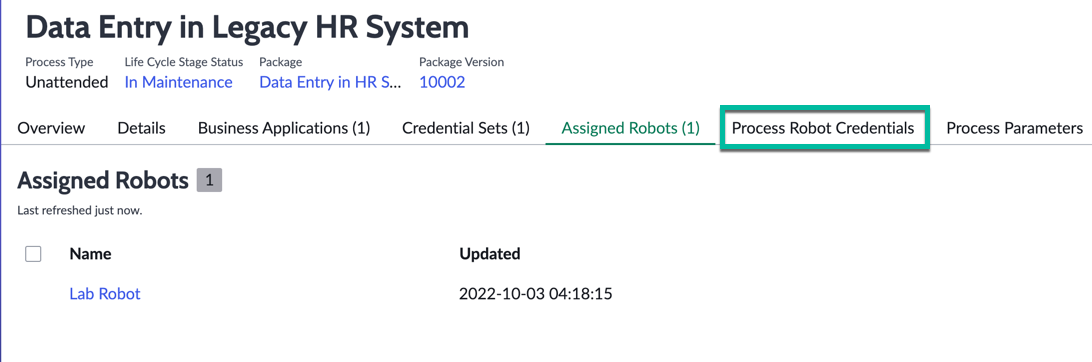 Data Entry in Legacy HR System
Process Type Life Cycle Stage Status Package Package Version
Unattended In Maintenance Data Entry in HR S... 10002
Overview Details Business Applications (1) Credential Sets (1) Assigned Robots (1) Process Robot Credentials Process Parameters
Assigned Robots 1
Last refreshed just now.
Name Updated
Lab Robot 2022-10-03 04:18:15